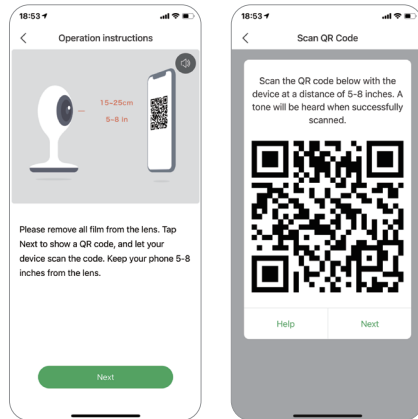 18:53
Operation instructions
15-25cm
5-8 in
Please remove all film from the lens. Tap
Next to show a QR code, and let your
device scan the code. Keep your phone 5-8
inches from the lens.
Next
18:53
Scan QR Code
Scan the QR code below with the
device at a distance of 5-8 inches. A
tone will be heard when successfully
scanned.
Help
Next